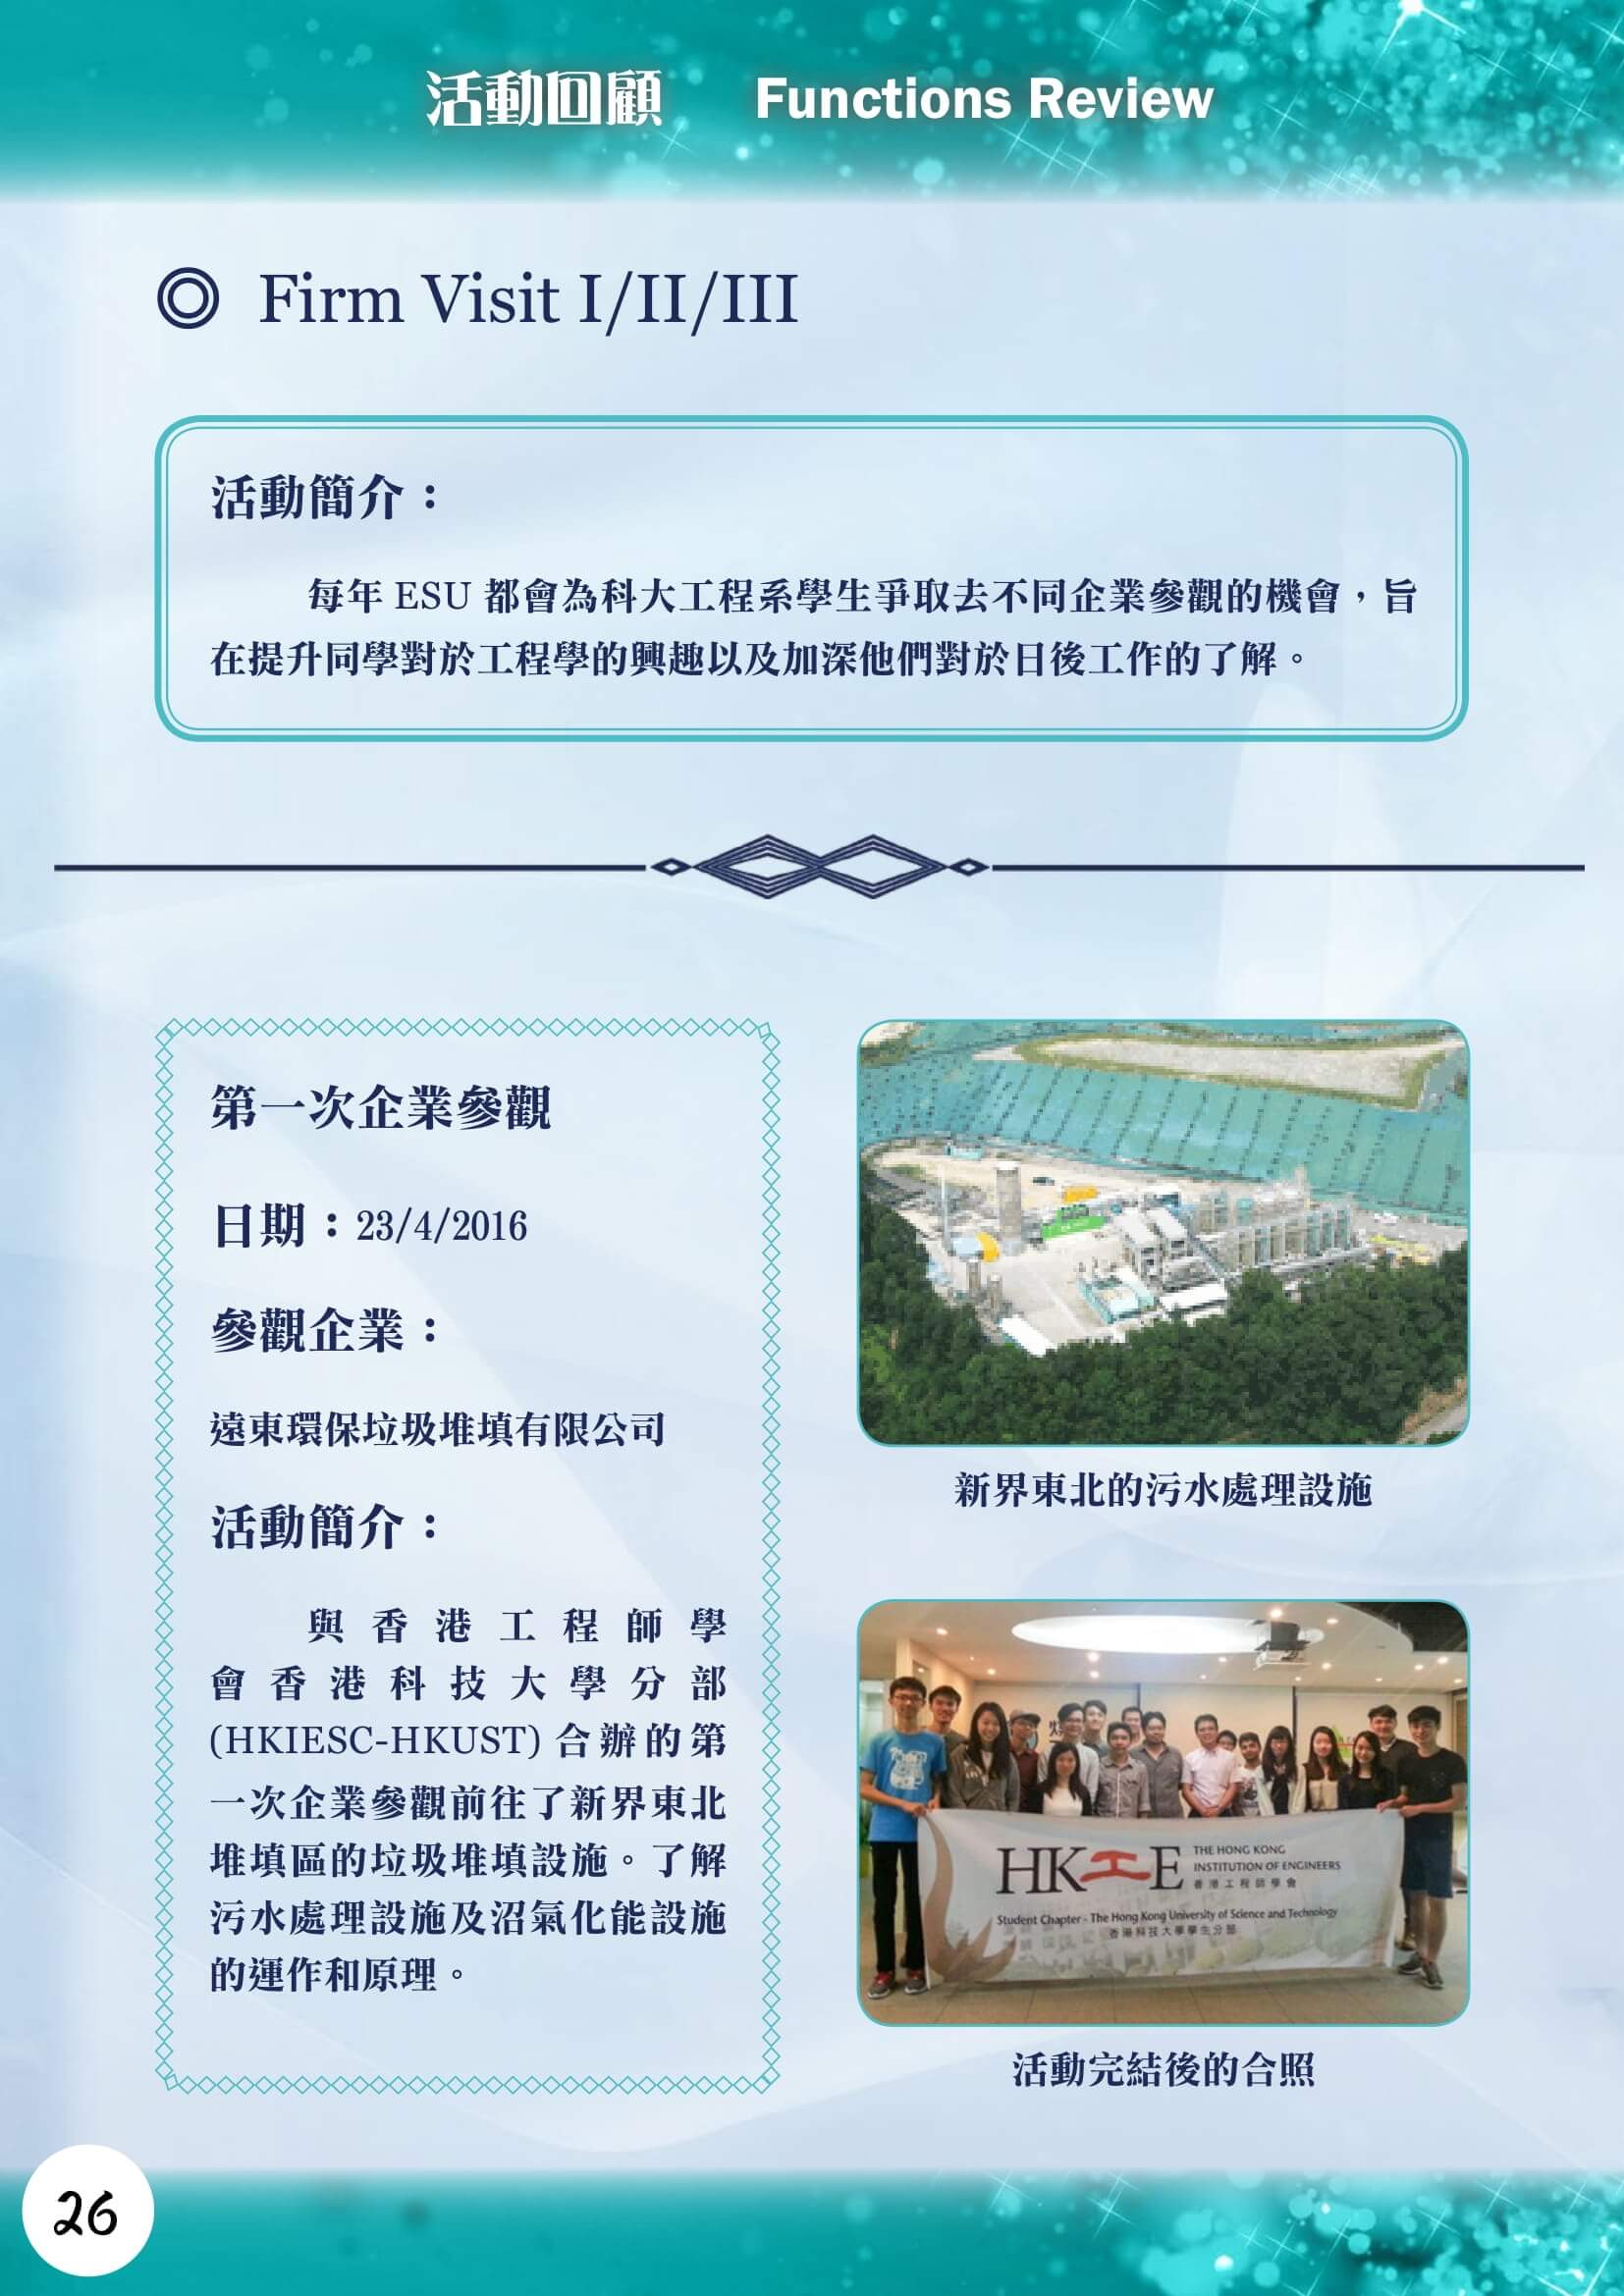 活動回顧 Functions Review
Firm Visit I/II/III
活動簡介：
每年 ESU 都會為科大工程系學生爭取去不同企業參觀的機會，旨
在提升同學對於工程學的興趣以及加深他們對於日後工作的了解。
第一次企業參觀
日期：23/4/2016
參觀企業：
遠東環保垃圾堆填有限公司
活動簡介：
與香港工程師學
會香港科技大學分部
(HKIESC-HKUST) 合辦的第
一次企業參觀前往了新界東北
堆填區的垃圾堆填設施。了解
污水處理設施及沼氣化能設施
的運作和原理。
新界東北的污水處理設施
HK工E
THE HONG KONG
INSTITUTION OF ENGINEERS
香港工程師學會
Student Chapter - The Hong Kong University of Science and Technology
香港科技大學學生分部
活動完結後的合照
26